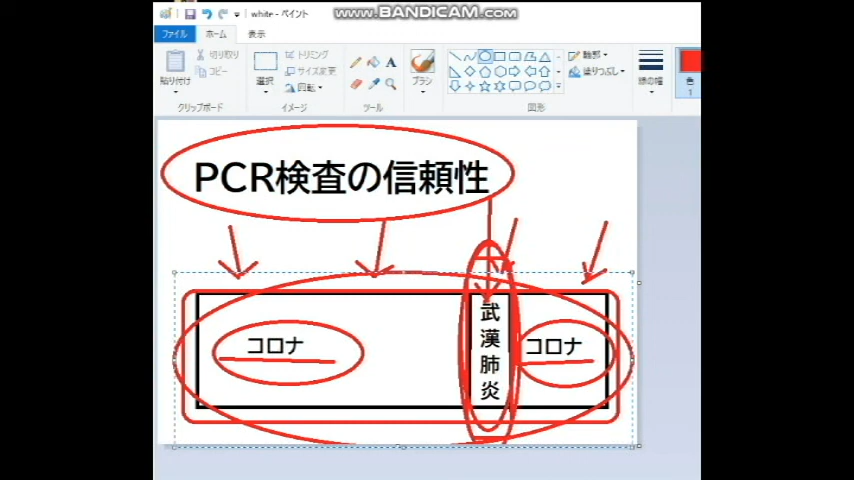 www.BANDICAM.com
white - ペイント
ファイル ホーム 表示
貼り付け
切り取り
コピー
クリップボード
選択
トリミング
サイズ変更
回転
イメージ
A
ツール
ブラシ
図形
輪郭
塗りつぶし
線の幅
色
1
PCR検査の信頼性
コロナ
武漢肺炎
コロナ